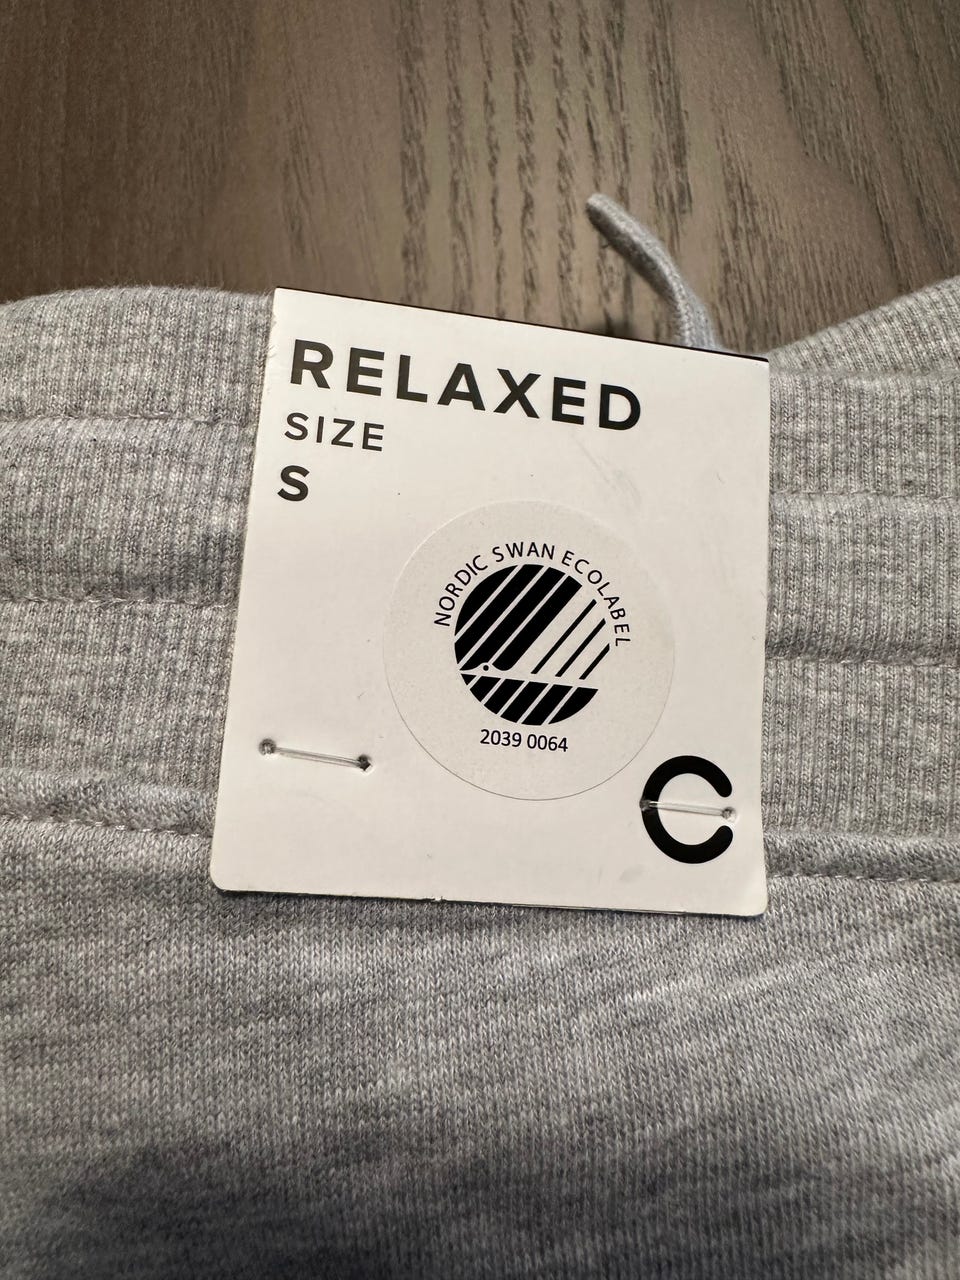 RELAXED
SIZE
S
NORDIC SWAN ECOLABEL
2039 0064
C